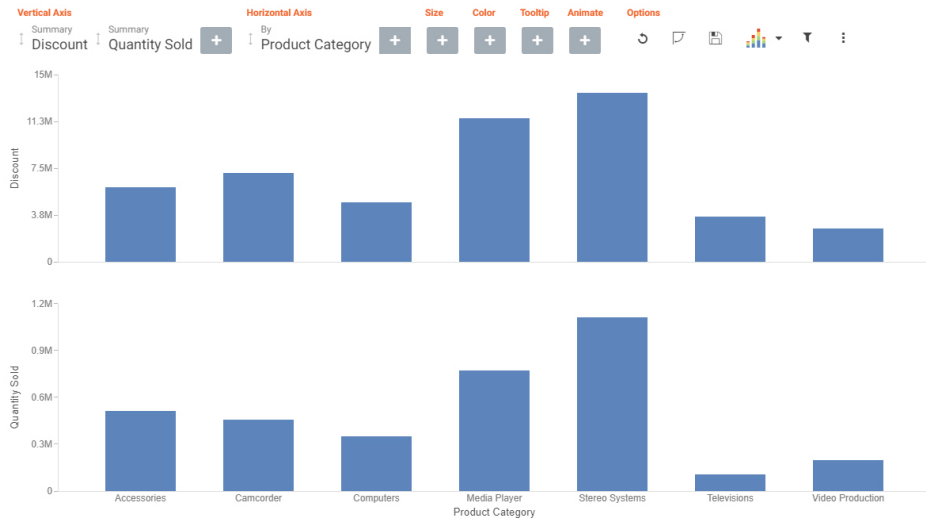 Vertical Axis Horizontal Axis Size Color Tooltip Animate Options
Summary Summary By
Discount Quantity Sold + Product Category + + + + +
15M
11.3M
7.5M
3.8M
0
Discount
1.2M
0.9M
0.6M
0.3M
0
Quantity Sold
Accessories Camcorder Computers Media Player Stereo Systems Televisions Video Production
Product Category